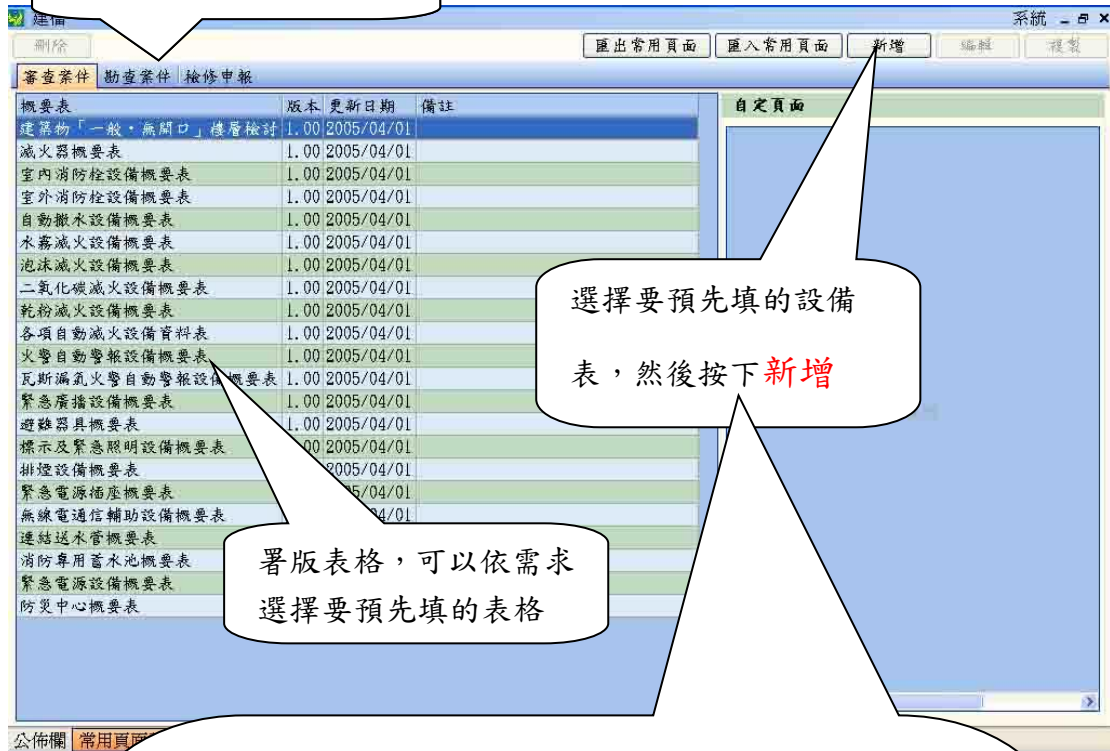 建檔
系統
刪除 匯出常用頁面 匯入常用頁面 新增 編輯 複製
審查案件 勘查案件 檢修申報
概要表 版本 更新日期 備註
自定頁面
建築物「一般‧無開口」樓層檢討 1.00 2005/04/01
滅火器概要表 1.00 2005/04/01
室內消防栓設備概要表 1.00 2005/04/01
室外消防栓設備概要表 1.00 2005/04/01
自動撒水設備概要表 1.00 2005/04/01
水霧滅火設備概要表 1.00 2005/04/01
泡沫滅火設備概要表 1.00 2005/04/01
二氧化碳滅火設備概要表 1.00 2005/04/01
乾粉滅火設備概要表 1.00 2005/04/01
各項自動滅火設備資料表 1.00 2005/04/01
火警自動警報設備概要表 1.00 2005/04/01
瓦斯漏氣火警自動警報設備概要表 1.00 2005/04/01
緊急廣播設備概要表 1.00 2005/04/01
避難器具概要表 1.00 2005/04/01
標示及緊急照明設備概要表 00 2005/04/01
排煙設備概要表 2005/04/01
緊急電源插座概要表 5/04/01
無線電通信輔助設備概要表 4/01
連結送水管概要表
消防專用蓄水池概要表
緊急電源設備概要表
防災中心概要表
選擇要預先填的設備
表，然後按下新增
署版表格，可以依需求
選擇要預先填的表格
公佈欄 常用頁面